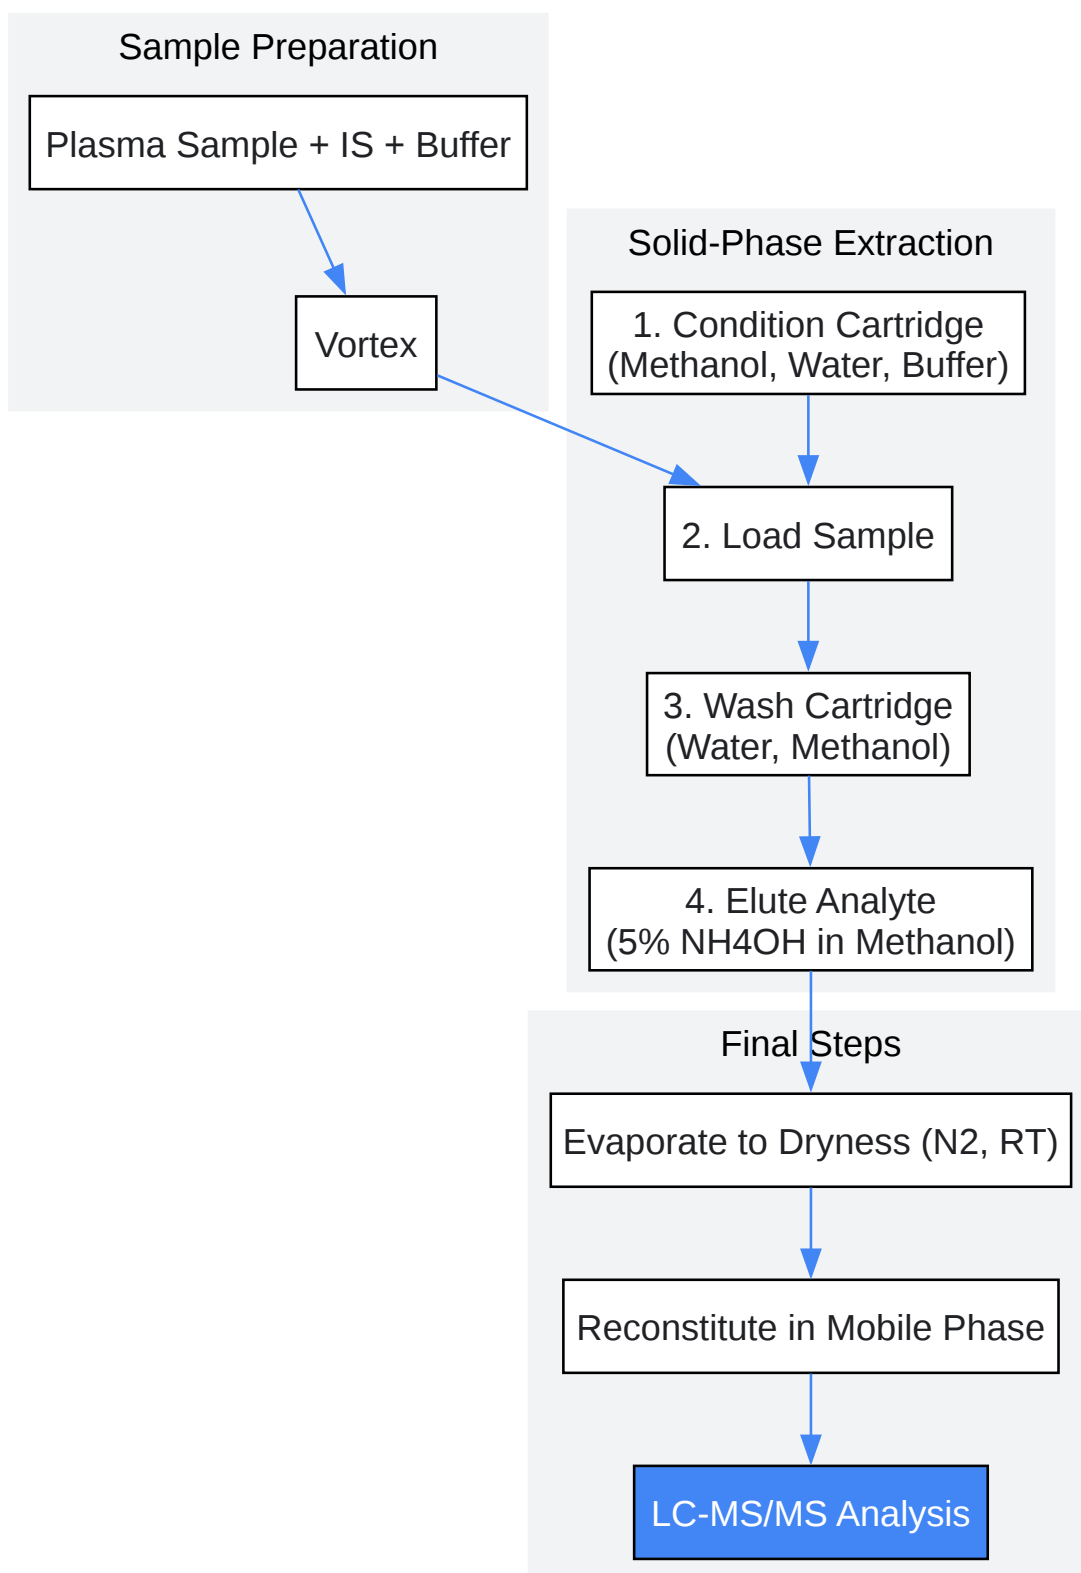 Sample Preparation
Plasma Sample + IS + Buffer
Vortex
Solid-Phase Extraction
1. Condition Cartridge
(Methanol, Water, Buffer)
2. Load Sample
3. Wash Cartridge
(Water, Methanol)
4. Elute Analyte
(5% NH4OH in Methanol)
Final Steps
Evaporate to Dryness (N2, RT)
Reconstitute in Mobile Phase
LC-MS/MS Analysis